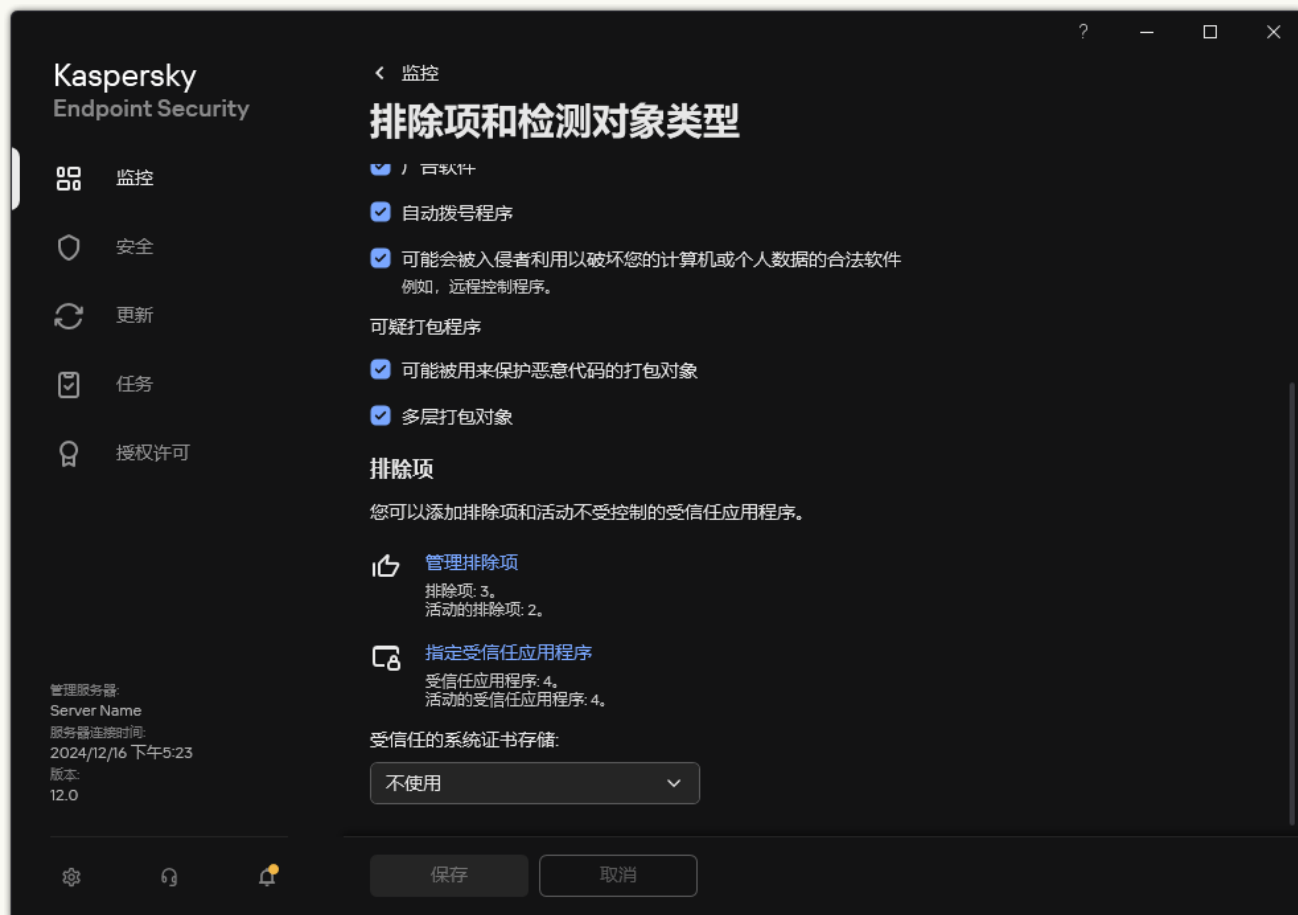 Kaspersky
Endpoint Security
监控
安全
更新
任务
授权许可
管理服务器:
Server Name
服务器连接时间:
2024/12/16 下午5:23
版本:
12.0
?
监控
排除项和检测对象类型
广告软件
自动拨号程序
可能会被入侵者利用以破坏您的计算机或个人数据的合法软件
例如，远程控制程序。
可疑打包程序
可能被用来保护恶意代码的打包对象
多层打包对象
排除项
您可以添加排除项和活动不受控制的受信任应用程序。
管理排除项
排除项: 3。
活动的排除项: 2。
指定受信任应用程序
受信任应用程序: 4。
活动的受信任应用程序: 4。
受信任的系统证书存储:
不使用
保存
取消